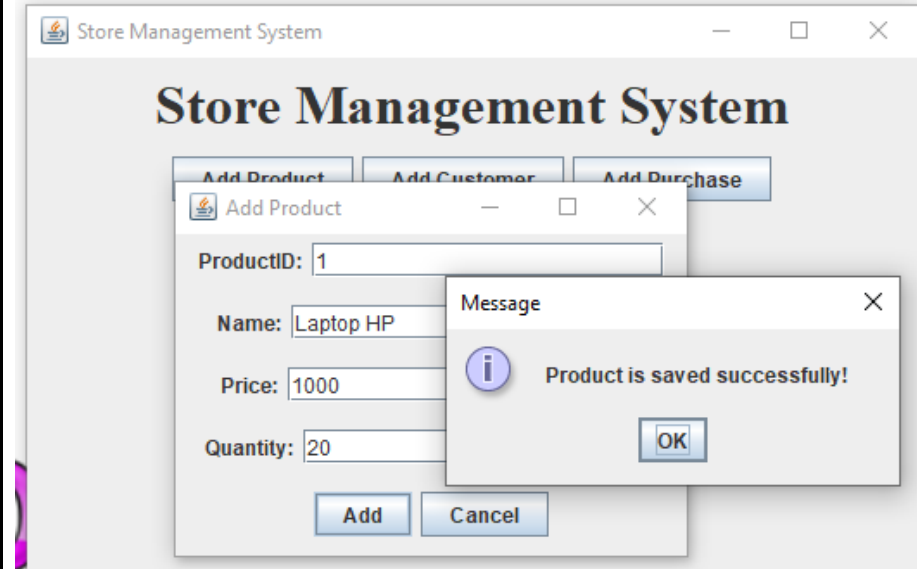 Store Management System
Store Management System
Add Product Add Customer Add Purchase
Add Product
ProductID: 1
Name: Laptop HP
Price: 1000
Quantity: 20
Add Cancel
Message
Product is saved successfully!
OK